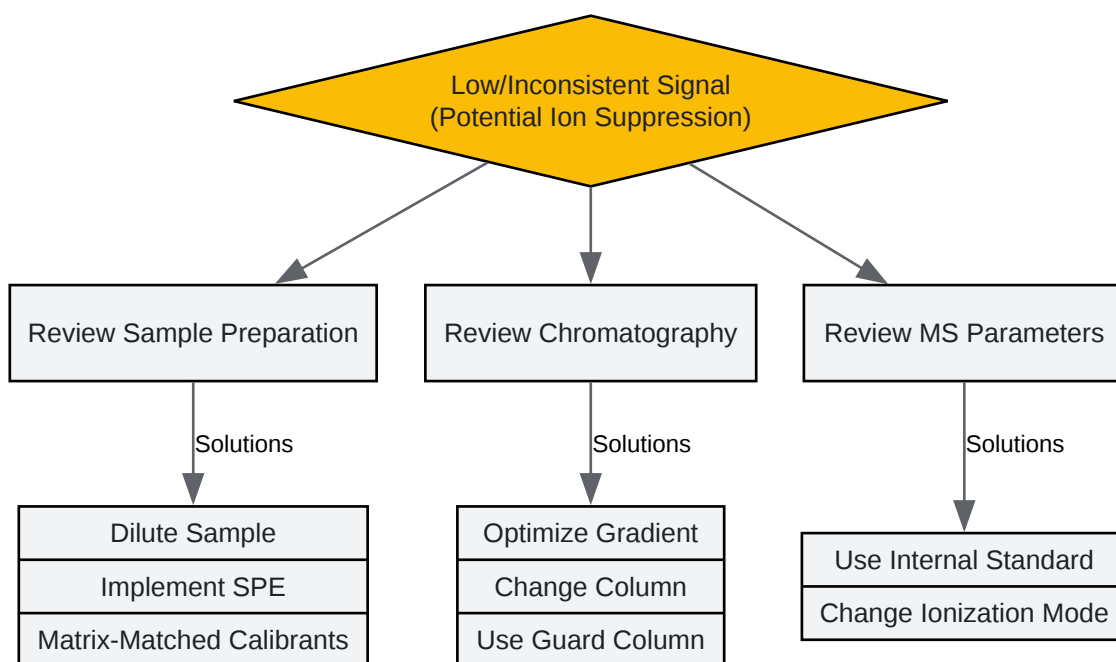 Low/Inconsistent Signal
(Potential Ion Suppression)
Review Sample Preparation
Review Chromatography
Review MS Parameters
Solutions
Solutions
Solutions
Dilute Sample
Implement SPE
Matrix-Matched Calibrants
Optimize Gradient
Change Column
Use Guard Column
Use Internal Standard
Change Ionization Mode